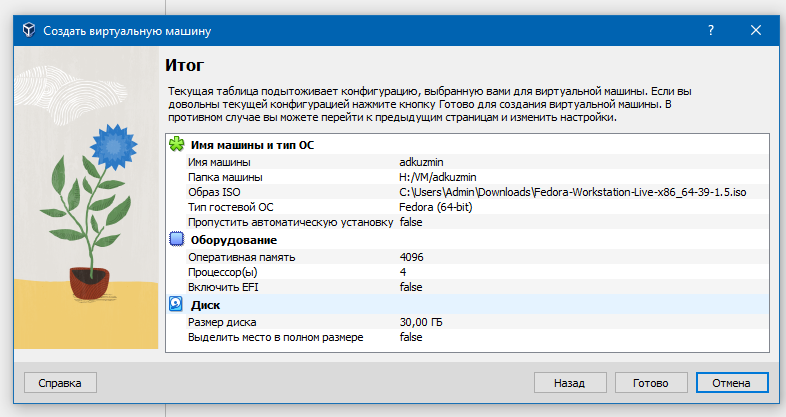 Создать виртуальную машину
?
Итог
Текущая таблица подытоживает конфигурацию, выбранную вами для виртуальной машины. Если вы
довольны текущей конфигурацией нажмите кнопку Готово для создания виртуальной машины. В
противном случае вы можете перейти к предыдущим страницам и изменить настройки.
Имя машины и тип ОС
Имя машины adkuzmin
Папка машины H:/VM/adkuzmin
Образ ISO C:\Users\Admin\Downloads\Fedora-Workstation-Live-x86_64-39-1.5.iso
Тип гостевой ОС Fedora (64-bit)
Пропустить автоматическую установку false
Оборудование
Оперативная память 4096
Процессор(ы) 4
Включить EFI false
Диск
Размер диска 30,00 ГБ
Выделить место в полном размере false
Справка Назад Готово Отмена